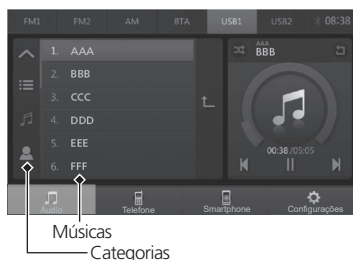 FM1 FM2 AM BTA USB1 USB2 08:38
1. AAA
2. BBB
3. CCC
4. DDD
5. EEE
6. FFF
AAA
BBB
00:38 /05:05
Áudio Telefone Smartphone Configurações
Músicas
Categorias